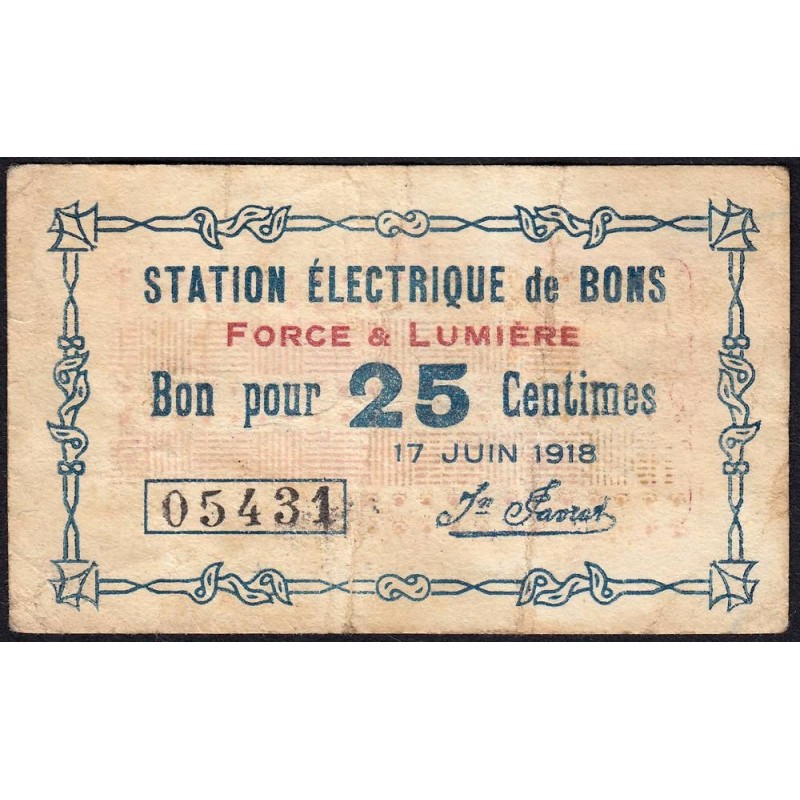 STATION ÉLECTRIQUE de BONS
FORCE & LUMIÈRE
Bon pour 25 Centimes
17 JUIN 1918
05431